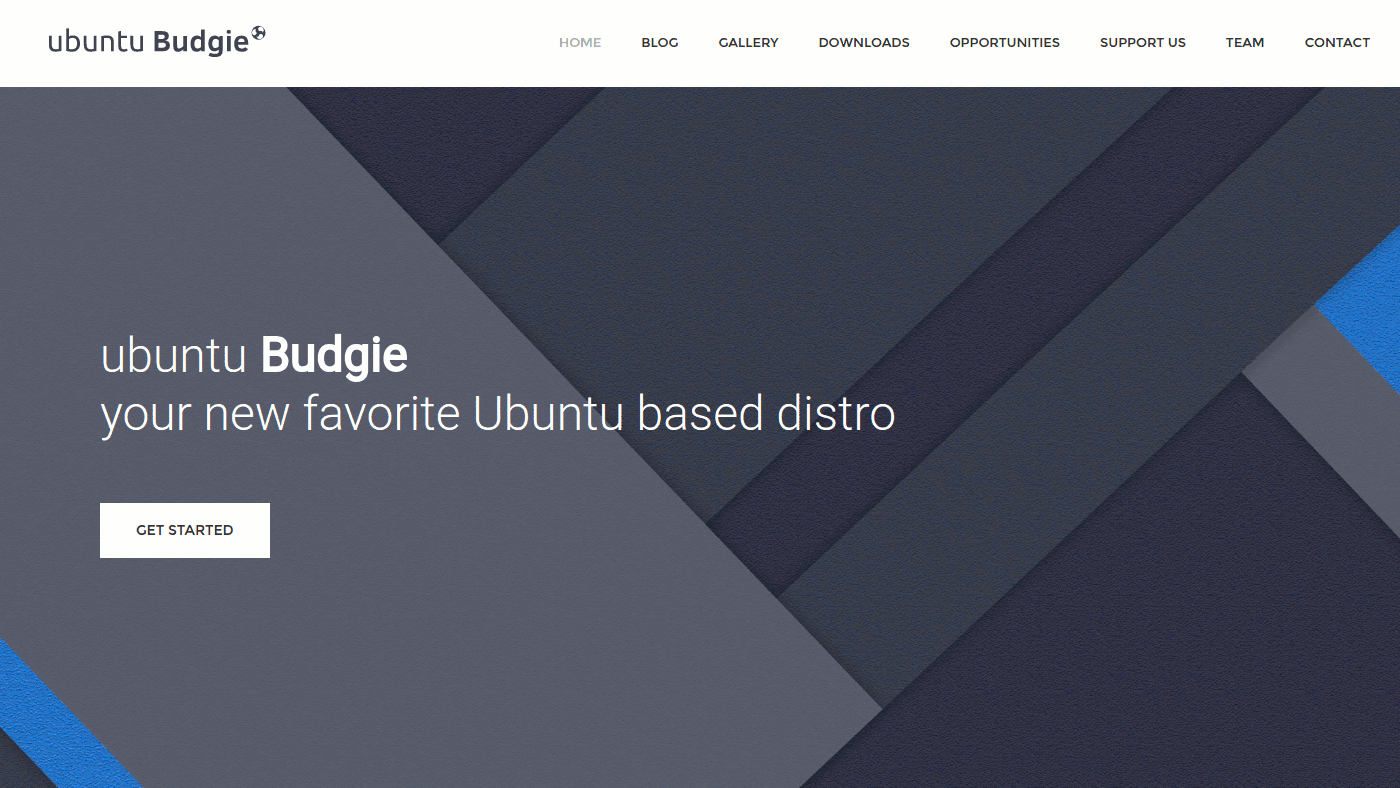 ubuntu Budgie
HOME BLOG GALLERY DOWNLOADS OPPORTUNITIES SUPPORT US TEAM CONTACT
ubuntu Budgie
your new favorite Ubuntu based distro
GET STARTED